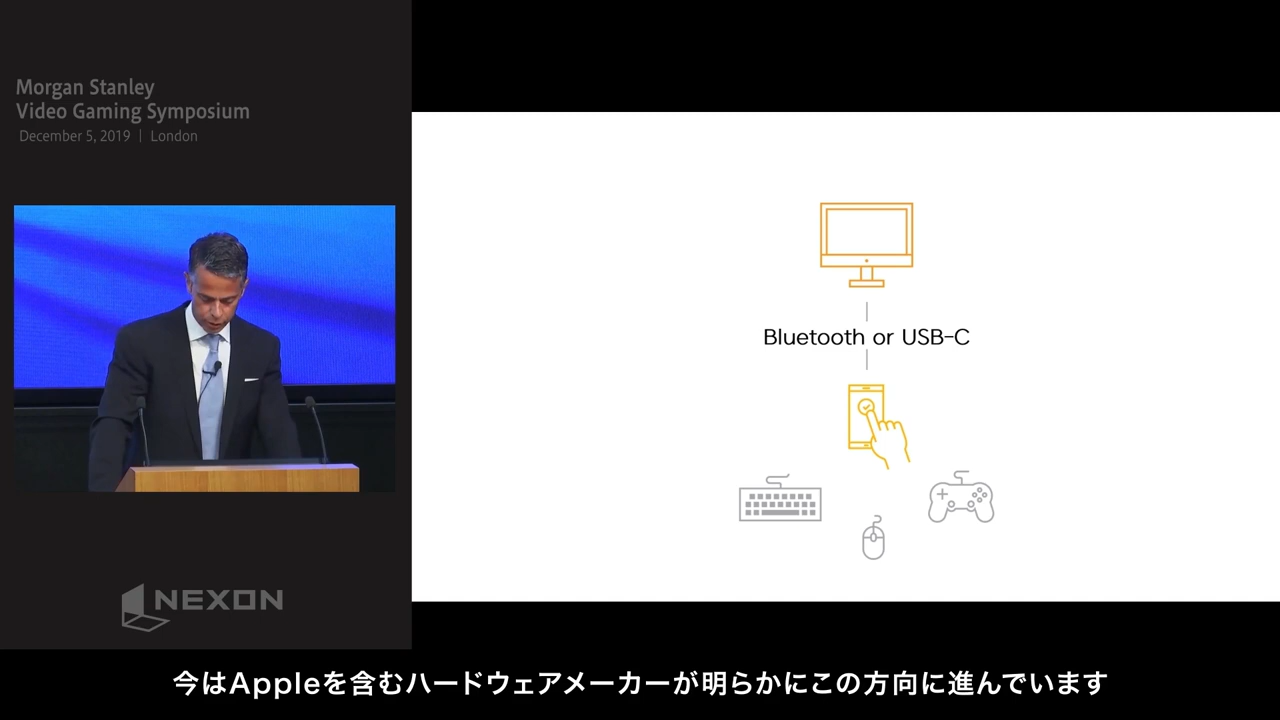 Morgan Stanley
Video Gaming Symposium
December 5, 2019 | London
NEXON
Bluetooth or USB-C
今はAppleを含むハードウェアメーカーが明らかにこの方向に進んでいます